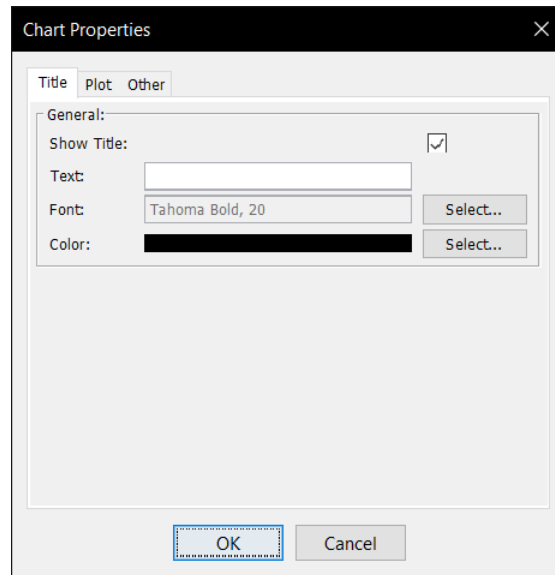 Chart Properties
Title Plot Other
General:
Show Title:
Text:
Font: Tahoma Bold, 20 Select...
Color: Select...
OK Cancel